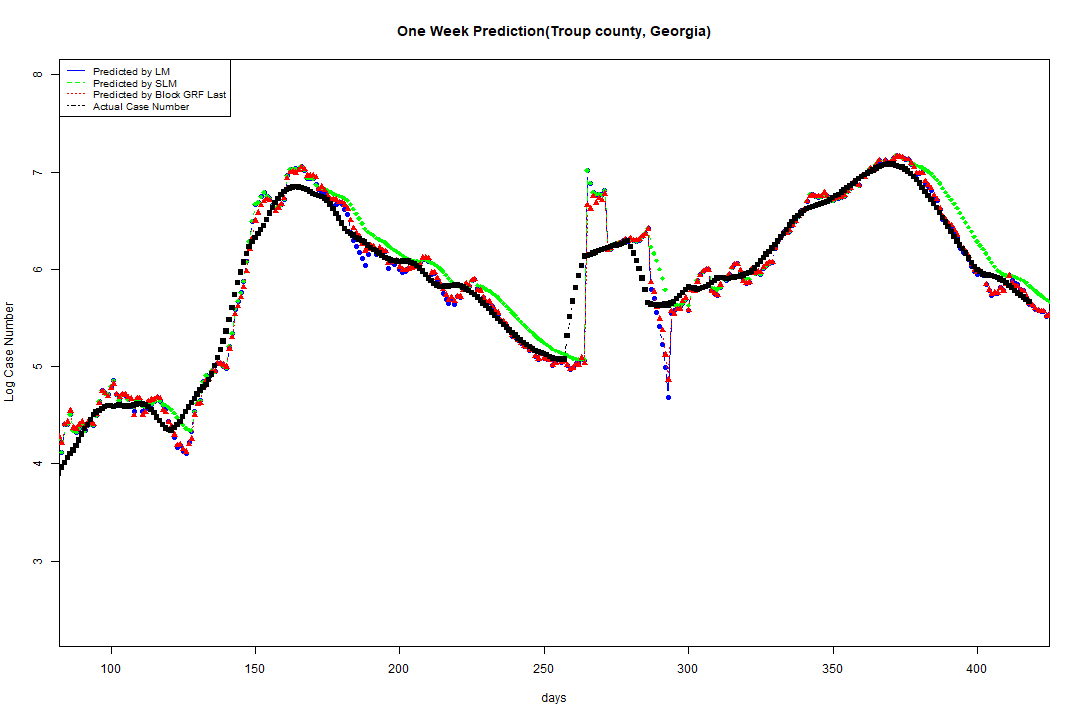 One Week Prediction(Troup county, Georgia)
Predicted by LM
Predicted by SLM
Predicted by Block GRF Last
Actual Case Number
8
7
6
5
4
3
Log Case Number
100 150 200 250 300 350 400
days